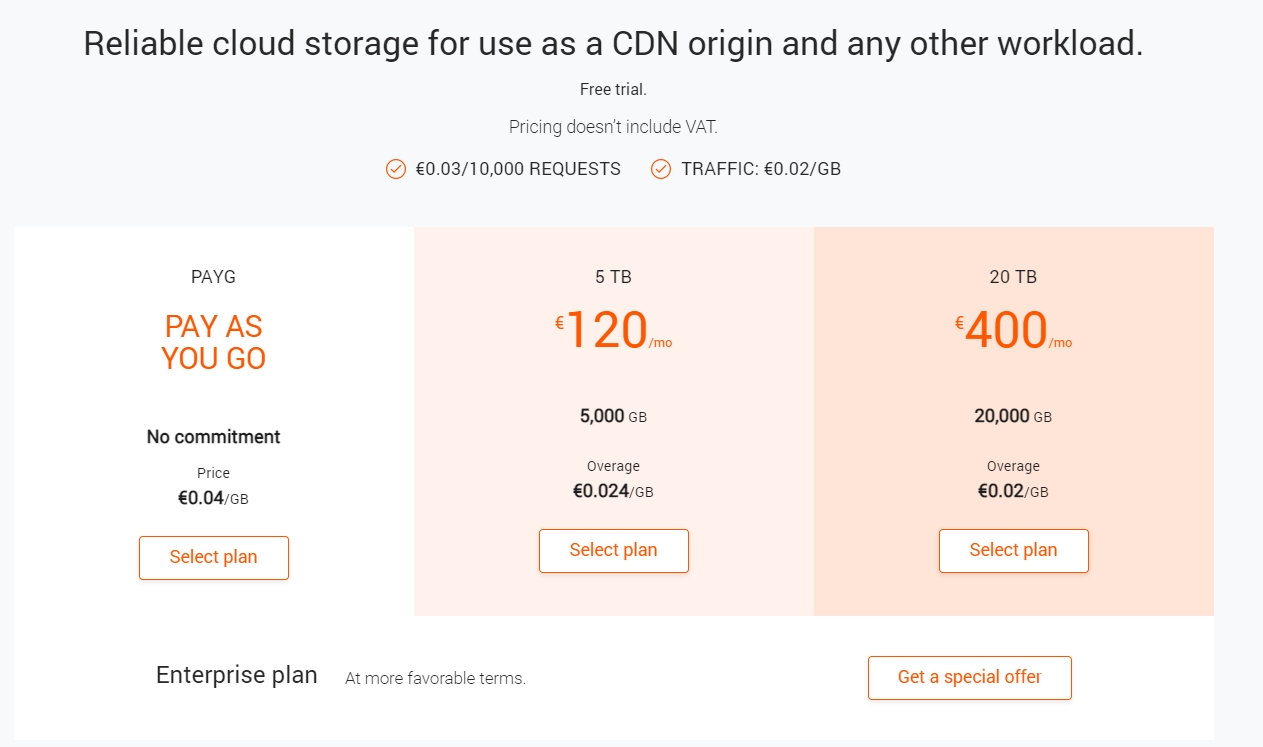 Reliable cloud storage for use as a CDN origin and any other workload.
Free trial.
Pricing doesn’t include VAT.
€0.03/10,000 REQUESTS
TRAFFIC: €0.02/GB
PAYG
PAY AS
YOU GO
No commitment
Price
€0.04/GB
Select plan
5 TB
€120/mo
5,000 GB
Overage
€0.024/GB
Select plan
20 TB
€400/mo
20,000 GB
Overage
€0.02/GB
Select plan
Enterprise plan
At more favorable terms.
Get a special offer